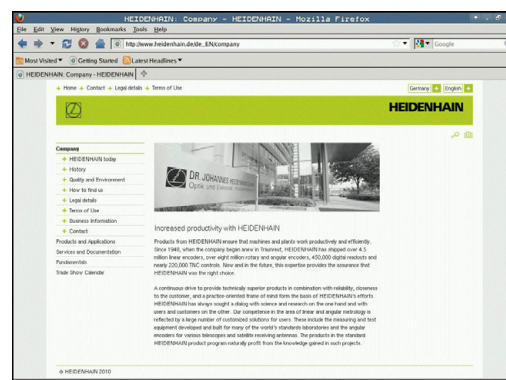 HEIDENHAIN: Company - HEIDENHAIN - Mozilla Firefox
File Edit View History Bookmarks Tools Help
http://www.heidenhain.de/de_EN/company
Google
Most Visited Getting Started Latest Headlines
HEIDENHAIN: Company - HEIDENHAIN
Home Contact Legal details Terms of Use
Germany English
HEIDENHAIN
Company
HEIDENHAIN today
History
Quality and Environment
How to find us
Legal details
Terms of Use
Business Information
Contact
Products and Applications
Services and Documentation
Fundamentals
Trade Show Calendar
DR. JOHANNES HEIDENHAIN
Optik und
Increased productivity with HEIDENHAIN
Products from HEIDENHAIN ensure that machines and plants work productively and efficiently.
Since 1948, when the company began anew in Traunreut, HEIDENHAIN has shipped over 4.5
million linear encoders, over eight million rotary and angular encoders, 450,000 digital readouts and
nearly 220,000 TNC controls. Now and in the future, this expertise provides the assurance that
HEIDENHAIN was the right choice.
A continuous drive to provide technically superior products in combination with reliability, closeness
to the customer, and a practice-oriented frame of mind form the basis of HEIDENHAIN's efforts.
HEIDENHAIN has always sought a dialog with science and research on the one hand and with
users and customers on the other. Our competence in the area of linear and angular metrology is
reflected by a large number of customized solutions for users. These include the measuring and test
equipment developed and built for many of the world's standards laboratories and the angular
encoders for various telescopes and satellite receiving antennas. The products in the standard
HEIDENHAIN product program naturally profit from the knowledge gained in such projects.
© HEIDENHAIN 2010